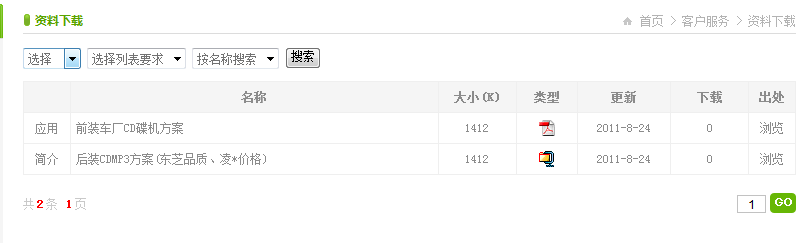 资料下载 首页 > 客户服务 > 资料下载
选择 选择列表要求 按名称搜索 搜索
名称 大小(K) 类型 更新 下载 出处
应用 前装车厂CD碟机方案 1412 2011-8-24 0 浏览
简介 后装CDMP3方案(东芝品质、凌*价格) 1412 2011-8-24 0 浏览
共2条 1页 1 GO